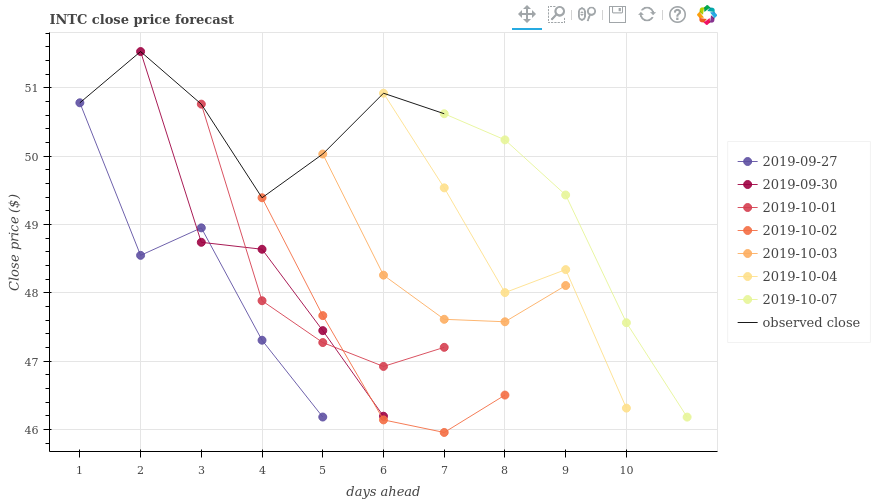 INTC close price forecast
51
50
49
48
47
46
Close price ($)
1 2 3 4 5 6 7 8 9 10
days ahead
2019-09-27
2019-09-30
2019-10-01
2019-10-02
2019-10-03
2019-10-04
2019-10-07
observed close